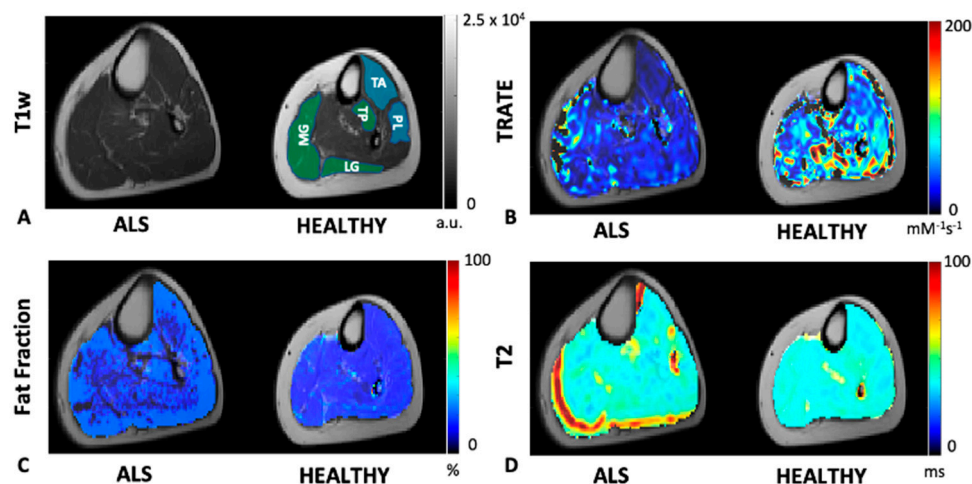 T1w
2.5 x 10⁴
0
a.u.
TA
TP
PL
MG
LG
A
ALS
HEALTHY
TRATE
200
0
mM⁻¹s⁻¹
B
ALS
HEALTHY
Fat Fraction
100
0
%
C
ALS
HEALTHY
T2
100
0
ms
D
ALS
HEALTHY